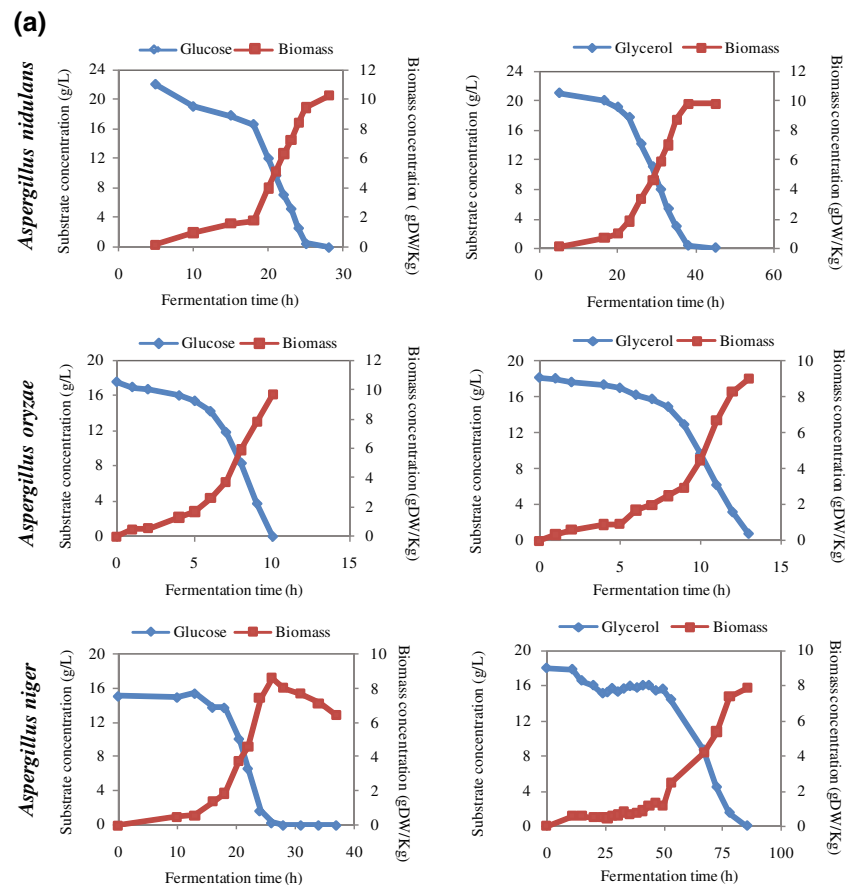 (a)
Glucose Biomass
Glycerol Biomass
Aspergillus nidulans
Substrate concentration (g/L)
24
20
16
12
8
4
0
12
10
8
6
4
2
0
Biomass concentration ( gDW/Kg)
0 10 20 30
Fermentation time (h)
Substrate concentration (g/L)
24
20
16
12
8
4
0
12
10
8
6
4
2
0
Biomass concentration (gDW/Kg)
0 20 40 60
Fermentation time (h)
Glucose Biomass
Glycerol Biomass
Aspergillus oryzae
Substrate concentration (g/L)
20
16
12
8
4
0
12
10
8
6
4
2
0
Biomass concentration (gDW/Kg)
0 5 10 15
Fermentation time (h)
Substrate concentration (g/L)
20
16
12
8
4
0
10
8
6
4
2
0
Biomass concentration (gDW/Kg)
0 5 10 15
Fermentation time (h)
Glucose Biomass
Glycerol Biomass
Aspergillus niger
Substrate concentration (g/L)
20
16
12
8
4
0
10
8
6
4
2
0
Biomass concentration (gDW/Kg)
0 10 20 30 40
Fermentation time (h)
Substrate concentration (g/L)
20
16
12
8
4
0
10
8
6
4
2
0
Biomass concentration (gDW/Kg)
0 25 50 75 100
Fermentation time (h)